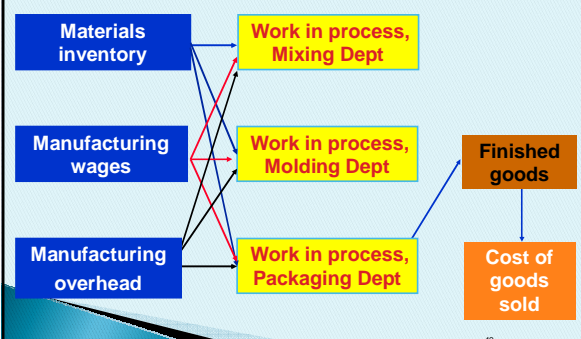 Materials
inventory
Work in process,
Mixing Dept
Manufacturing
wages
Work in process,
Molding Dept
Finished
goods
Manufacturing
overhead
Work in process,
Packaging Dept
Cost of
goods
sold